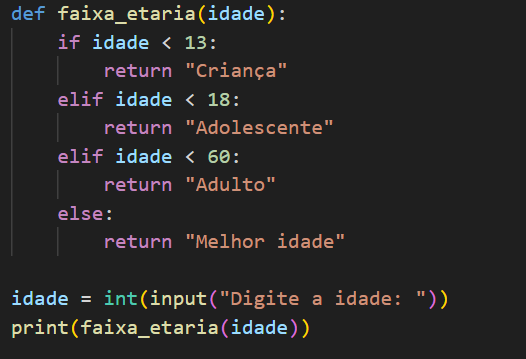 def faixa_etaria(idade):
    if idade < 13:
        return "Criança"
    elif idade < 18:
        return "Adolescente"
    elif idade < 60:
        return "Adulto"
    else:
        return "Melhor idade"

idade = int(input("Digite a idade: "))
print(faixa_etaria(idade))